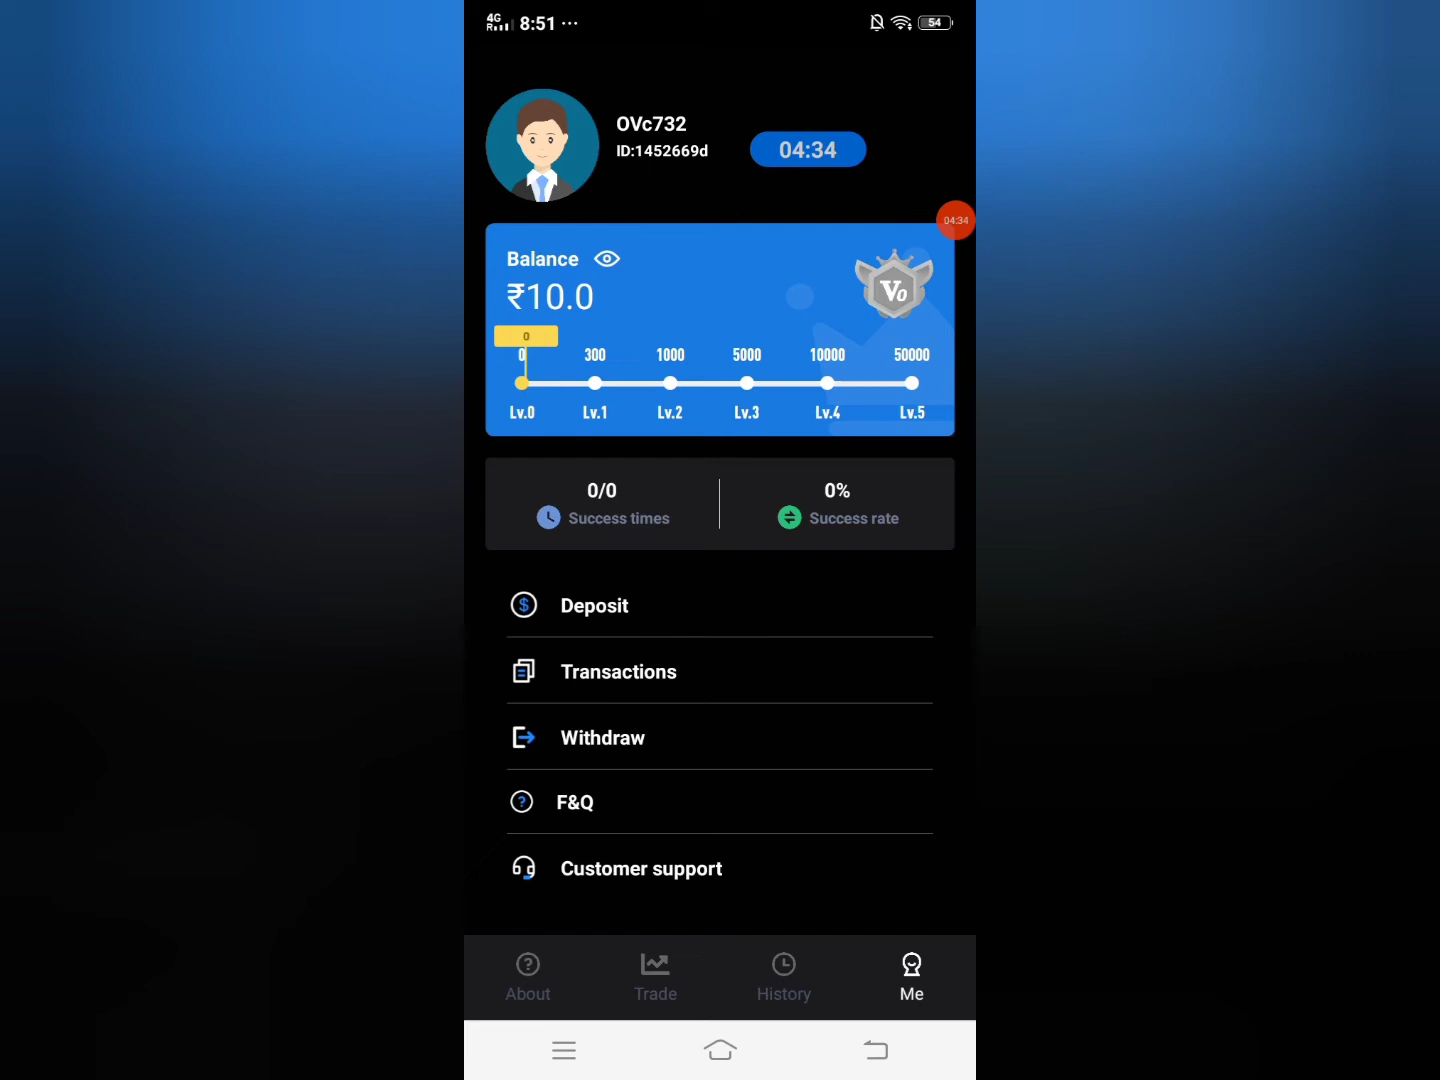 4G
R
8:51 ...
54
OVc732
ID:1452669d
04:34
04:34
Balance
₹10.0
V0
0
0 300 1000 5000 10000 50000
Lv.0 Lv.1 Lv.2 Lv.3 Lv.4 Lv.5
0/0 0%
Success times Success rate
Deposit
Transactions
Withdraw
F&Q
Customer support
About Trade History Me